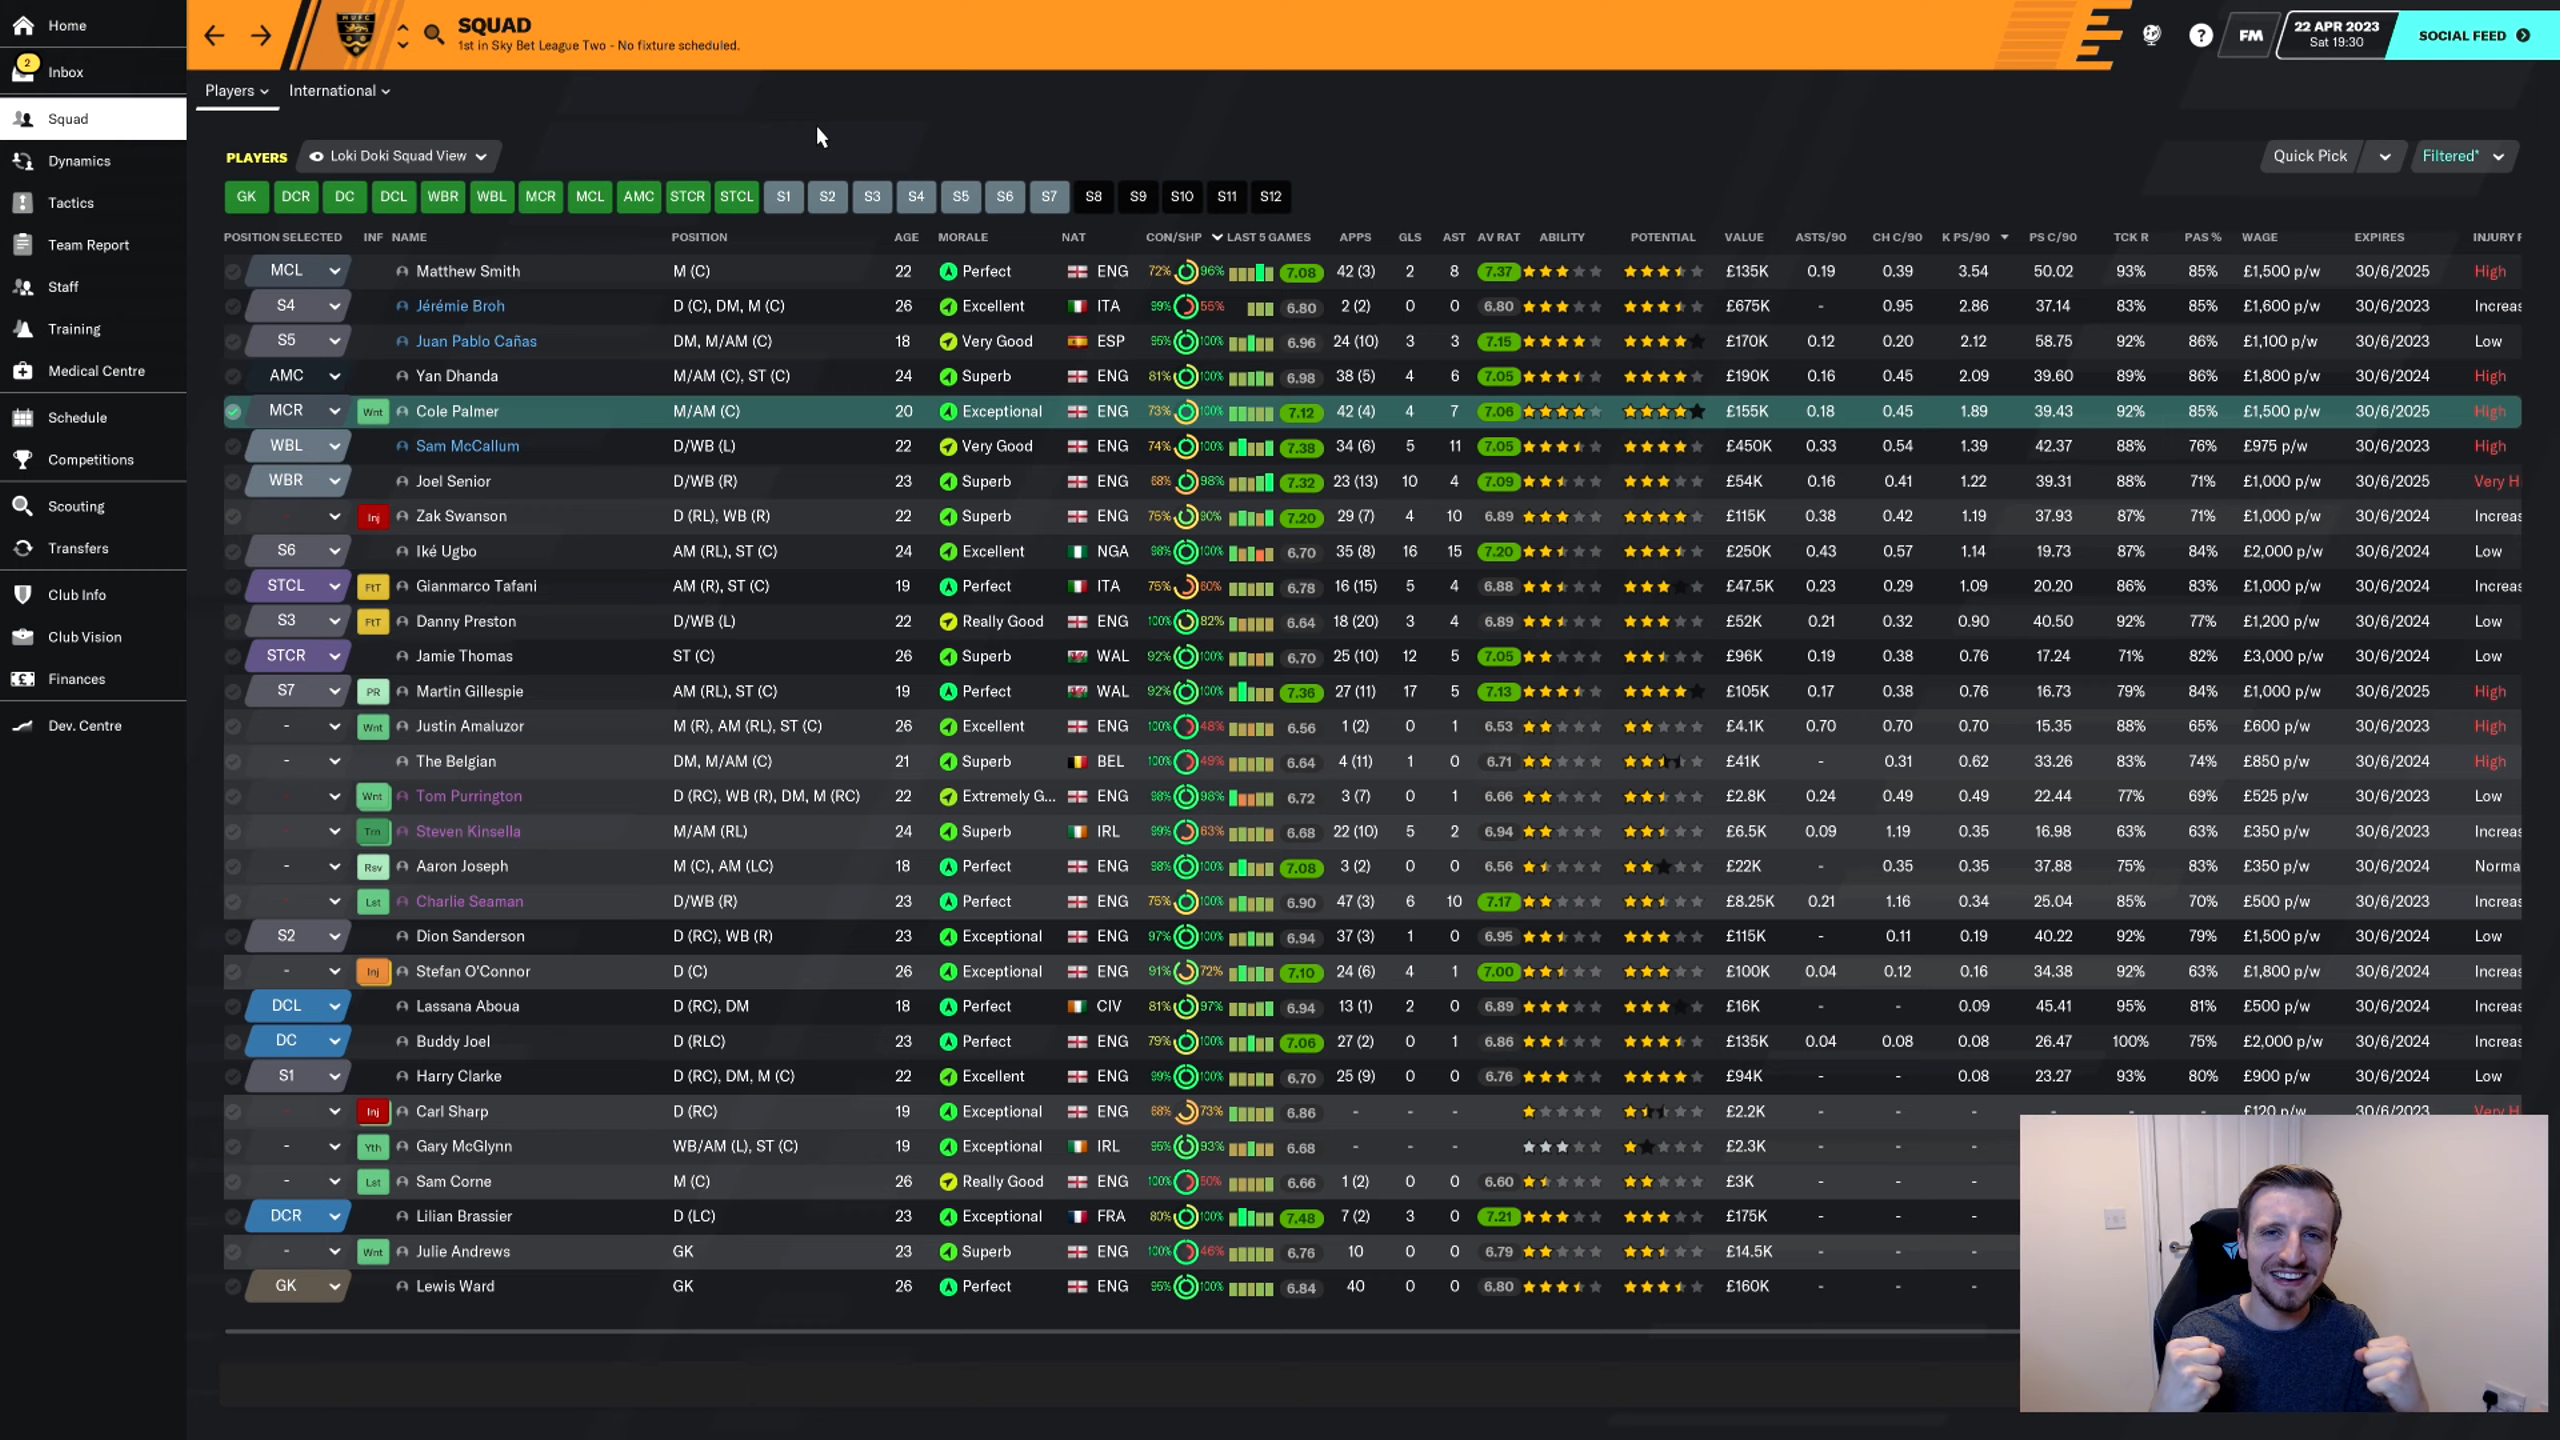 Home
2
Inbox
Squad
Dynamics
Tactics
Team Report
Staff
Training
Medical Centre
Schedule
Competitions
Scouting
Transfers
Club Info
Club Vision
Finances
Dev. Centre
SQUAD
1st in Sky Bet League Two - No fixture scheduled.
? FM 22 APR 2023 Sat 19:30 SOCIAL FEED
Players International
PLAYERS Loki Doki Squad View Quick Pick Filtered*
GK DCR DC DCL WBR WBL MCR MCL AMC STCR STCL S1 S2 S3 S4 S5 S6 S7 S8 S9 S10 S11 S12
POSITION SELECTED INF NAME POSITION AGE MORALE NAT CON/SHP LAST 5 GAMES APPS GLS AST AV RAT ABILITY POTENTIAL VALUE ASTS/90 CH C/90 K PS/90 PS C/90 TCK R PAS % WAGE EXPIRES INJURY
MCL Matthew Smith M (C) 22 Perfect ENG 72% 96% 7.08 42 (3) 2 8 7.37 £135K 0.19 0.39 3.54 50.02 93% 85% £1,500 p/w 30/6/2025 High
S4 Jérémie Broh D (C), DM, M (C) 26 Excellent ITA 99% 55% 6.80 2 (2) 0 0 6.80 £675K - 0.95 2.86 37.14 83% 85% £1,600 p/w 30/6/2023 Increas
S5 Juan Pablo Cañas DM, M/AM (C) 18 Very Good ESP 95% 100% 6.96 24 (10) 3 3 7.15 £170K 0.12 0.20 2.12 58.75 92% 86% £1,100 p/w 30/6/2023 Low
AMC Yan Dhanda M/AM (C), ST (C) 24 Superb ENG 81% 100% 6.98 38 (5) 4 6 7.05 £190K 0.16 0.45 2.09 39.60 89% 86% £1,800 p/w 30/6/2024 High
MCR Wnt Cole Palmer M/AM (C) 20 Exceptional ENG 73% 100% 7.12 42 (4) 4 7 7.06 £155K 0.18 0.45 1.89 39.43 92% 85% £1,500 p/w 30/6/2025 High
WBL Sam McCallum D/WB (L) 22 Very Good ENG 74% 100% 7.38 34 (6) 5 11 7.05 £450K 0.33 0.54 1.39 42.37 88% 76% £975 p/w 30/6/2023 High
WBR Joel Senior D/WB (R) 23 Superb ENG 68% 98% 7.32 23 (13) 10 4 7.09 £54K 0.16 0.41 1.22 39.31 88% 71% £1,000 p/w 30/6/2025 Very H
- Inj Zak Swanson D (RL), WB (R) 22 Superb ENG 75% 90% 7.20 29 (7) 4 10 6.89 £115K 0.38 0.42 1.19 37.93 87% 71% £1,000 p/w 30/6/2024 Increas
S6 Iké Ugbo AM (RL), ST (C) 24 Excellent NGA 98% 100% 6.70 35 (8) 16 15 7.20 £250K 0.43 0.57 1.14 19.73 87% 84% £2,000 p/w 30/6/2024 Low
STCL FtT Gianmarco Tafani AM (R), ST (C) 19 Perfect ITA 75% 60% 6.78 16 (15) 5 4 6.88 £47.5K 0.23 0.29 1.09 20.20 86% 83% £1,000 p/w 30/6/2024 Increas
S3 FtT Danny Preston D/WB (L) 22 Really Good ENG 100% 82% 6.64 18 (20) 3 4 6.89 £52K 0.21 0.32 0.90 40.50 92% 77% £1,200 p/w 30/6/2024 Low
STCR Jamie Thomas ST (C) 26 Superb WAL 92% 100% 6.70 25 (10) 12 5 7.05 £96K 0.19 0.38 0.76 17.24 71% 82% £3,000 p/w 30/6/2024 Low
S7 PR Martin Gillespie AM (RL), ST (C) 19 Perfect WAL 92% 100% 7.36 27 (11) 17 5 7.13 £105K 0.17 0.38 0.76 16.73 79% 84% £1,000 p/w 30/6/2025 High
- Wnt Justin Amaluzor M (R), AM (RL), ST (C) 26 Excellent ENG 100% 48% 6.56 1 (2) 0 1 6.53 £4.1K 0.70 0.70 0.70 15.35 88% 65% £600 p/w 30/6/2023 High
- The Belgian DM, M/AM (C) 21 Superb BEL 100% 49% 6.64 4 (11) 1 0 6.71 £41K - 0.31 0.62 33.26 83% 74% £850 p/w 30/6/2024 High
- Wnt Tom Purrington D (RC), WB (R), DM, M (RC) 22 Extremely G... ENG 98% 98% 6.72 3 (7) 0 1 6.66 £2.8K 0.24 0.49 0.49 22.44 77% 69% £525 p/w 30/6/2023 Low
- Trn Steven Kinsella M/AM (RL) 24 Superb IRL 99% 63% 6.68 22 (10) 5 2 6.94 £6.5K 0.09 1.19 0.35 16.98 63% 63% £350 p/w 30/6/2023 Increas
- Rsv Aaron Joseph M (C), AM (LC) 18 Perfect ENG 98% 100% 7.08 3 (2) 0 0 6.56 £22K - 0.35 0.35 37.88 75% 83% £350 p/w 30/6/2024 Norma
- Lst Charlie Seaman D/WB (R) 23 Perfect ENG 75% 100% 6.90 47 (3) 6 10 7.17 £8.25K 0.21 1.16 0.34 25.04 85% 70% £500 p/w 30/6/2023 Increas
S2 Dion Sanderson D (RC), WB (R) 23 Exceptional ENG 97% 100% 6.94 37 (3) 1 0 6.95 £115K - 0.11 0.19 40.22 92% 79% £1,500 p/w 30/6/2024 Low
- Inj Stefan O'Connor D (C) 26 Exceptional ENG 91% 72% 7.10 24 (6) 4 1 7.00 £100K 0.04 0.12 0.16 34.38 92% 63% £1,800 p/w 30/6/2024 Increas
DCL Lassana Aboua D (RC), DM 18 Perfect CIV 81% 97% 6.94 13 (1) 2 0 6.89 £16K - - 0.09 45.41 95% 81% £500 p/w 30/6/2024 Increas
DC Buddy Joel D (RLC) 23 Perfect ENG 79% 100% 7.06 27 (2) 0 1 6.86 £135K 0.04 0.08 0.08 26.47 100% 75% £2,000 p/w 30/6/2024 Increas
S1 Harry Clarke D (RC), DM, M (C) 22 Excellent ENG 99% 100% 6.70 25 (9) 0 0 6.76 £94K - - 0.08 23.27 93% 80% £900 p/w 30/6/2024 Low
- Inj Carl Sharp D (RC) 19 Exceptional ENG 68% 73% 6.86 - - - £2.2K - - - - - - £120 p/w 30/6/2023 Very H
- Yth Gary McGlynn WB/AM (L), ST (C) 19 Exceptional IRL 95% 93% 6.68 - - - £2.3K - - -
- Lst Sam Corne M (C) 26 Really Good ENG 100% 50% 6.66 1 (2) 0 0 6.60 £3K - - -
DCR Lilian Brassier D (LC) 23 Exceptional FRA 80% 100% 7.48 7 (2) 3 0 7.21 £175K - - -
- Wnt Julie Andrews GK 23 Superb ENG 100% 46% 6.76 10 0 0 6.79 £14.5K - - -
GK Lewis Ward GK 26 Perfect ENG 95% 100% 6.84 40 0 0 6.80 £160K - - -